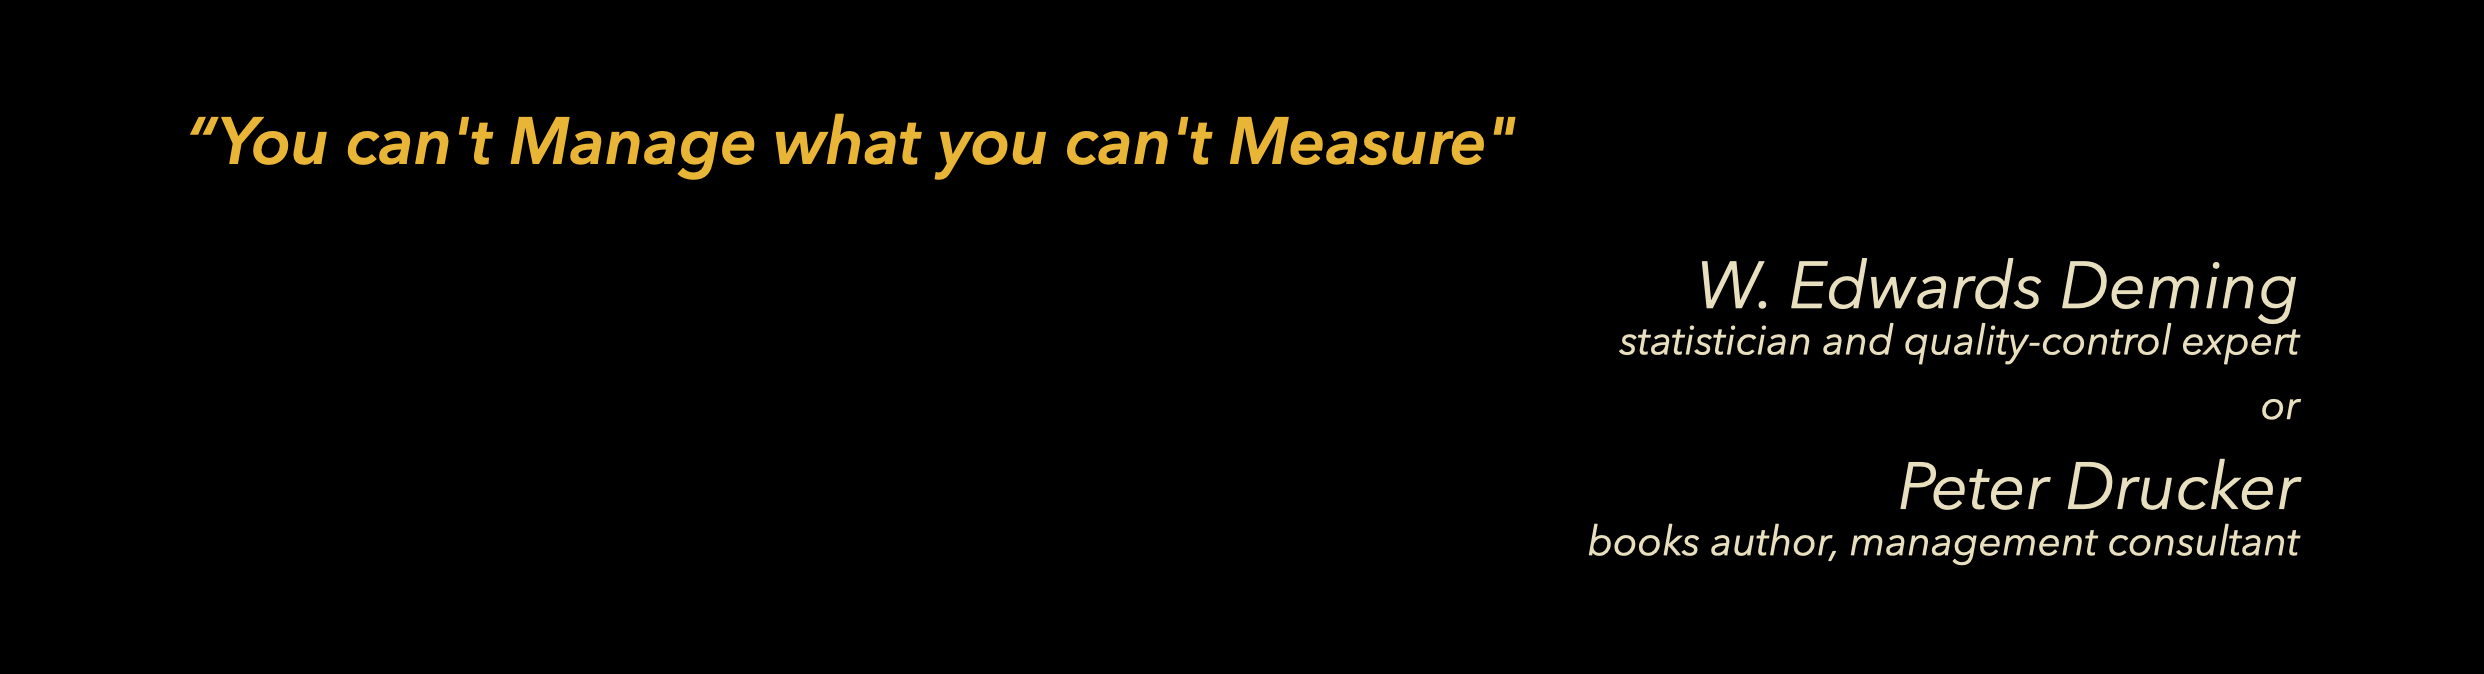 “You can't Manage what you can't Measure"
W. Edwards Deming
statistician and quality-control expert
or
Peter Drucker
books author, management consultant